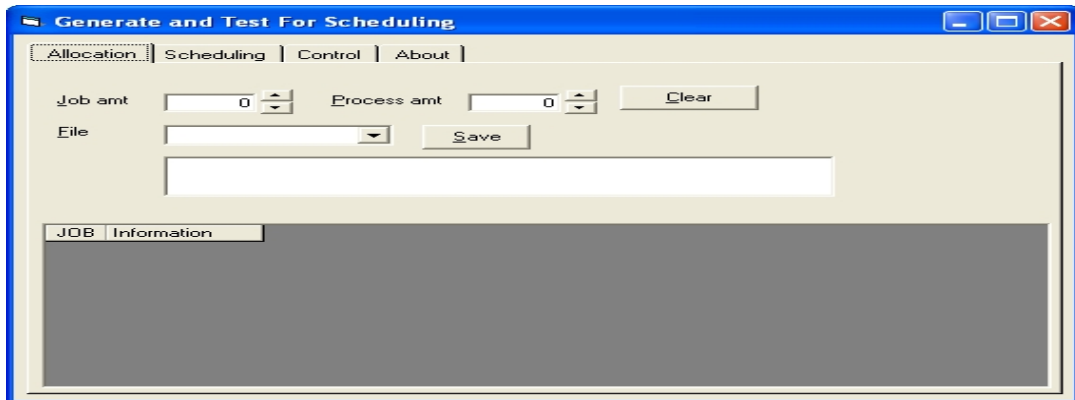 Generate and Test For Scheduling
Allocation Scheduling Control About
Job amt 0 Process amt 0 Clear
File Save
JOB Information